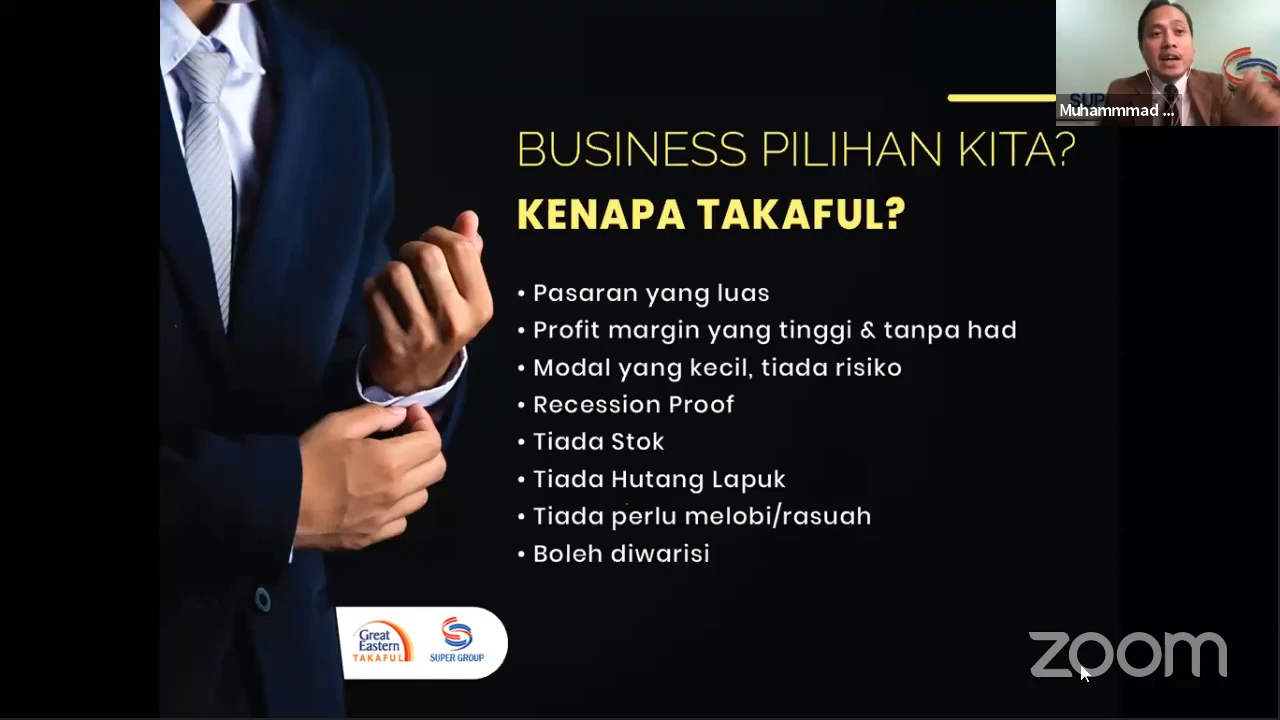 Muhammmad ...
BUSINESS PILIHAN KITA?
KENAPA TAKAFUL?
• Pasaran yang luas
• Profit margin yang tinggi & tanpa had
• Modal yang kecil, tiada risiko
• Recession Proof
• Tiada Stok
• Tiada Hutang Lapuk
• Tiada perlu melobi/rasuah
• Boleh diwarisi
Great
Eastern
TAKAFUL
SUPER GROUP
zoom